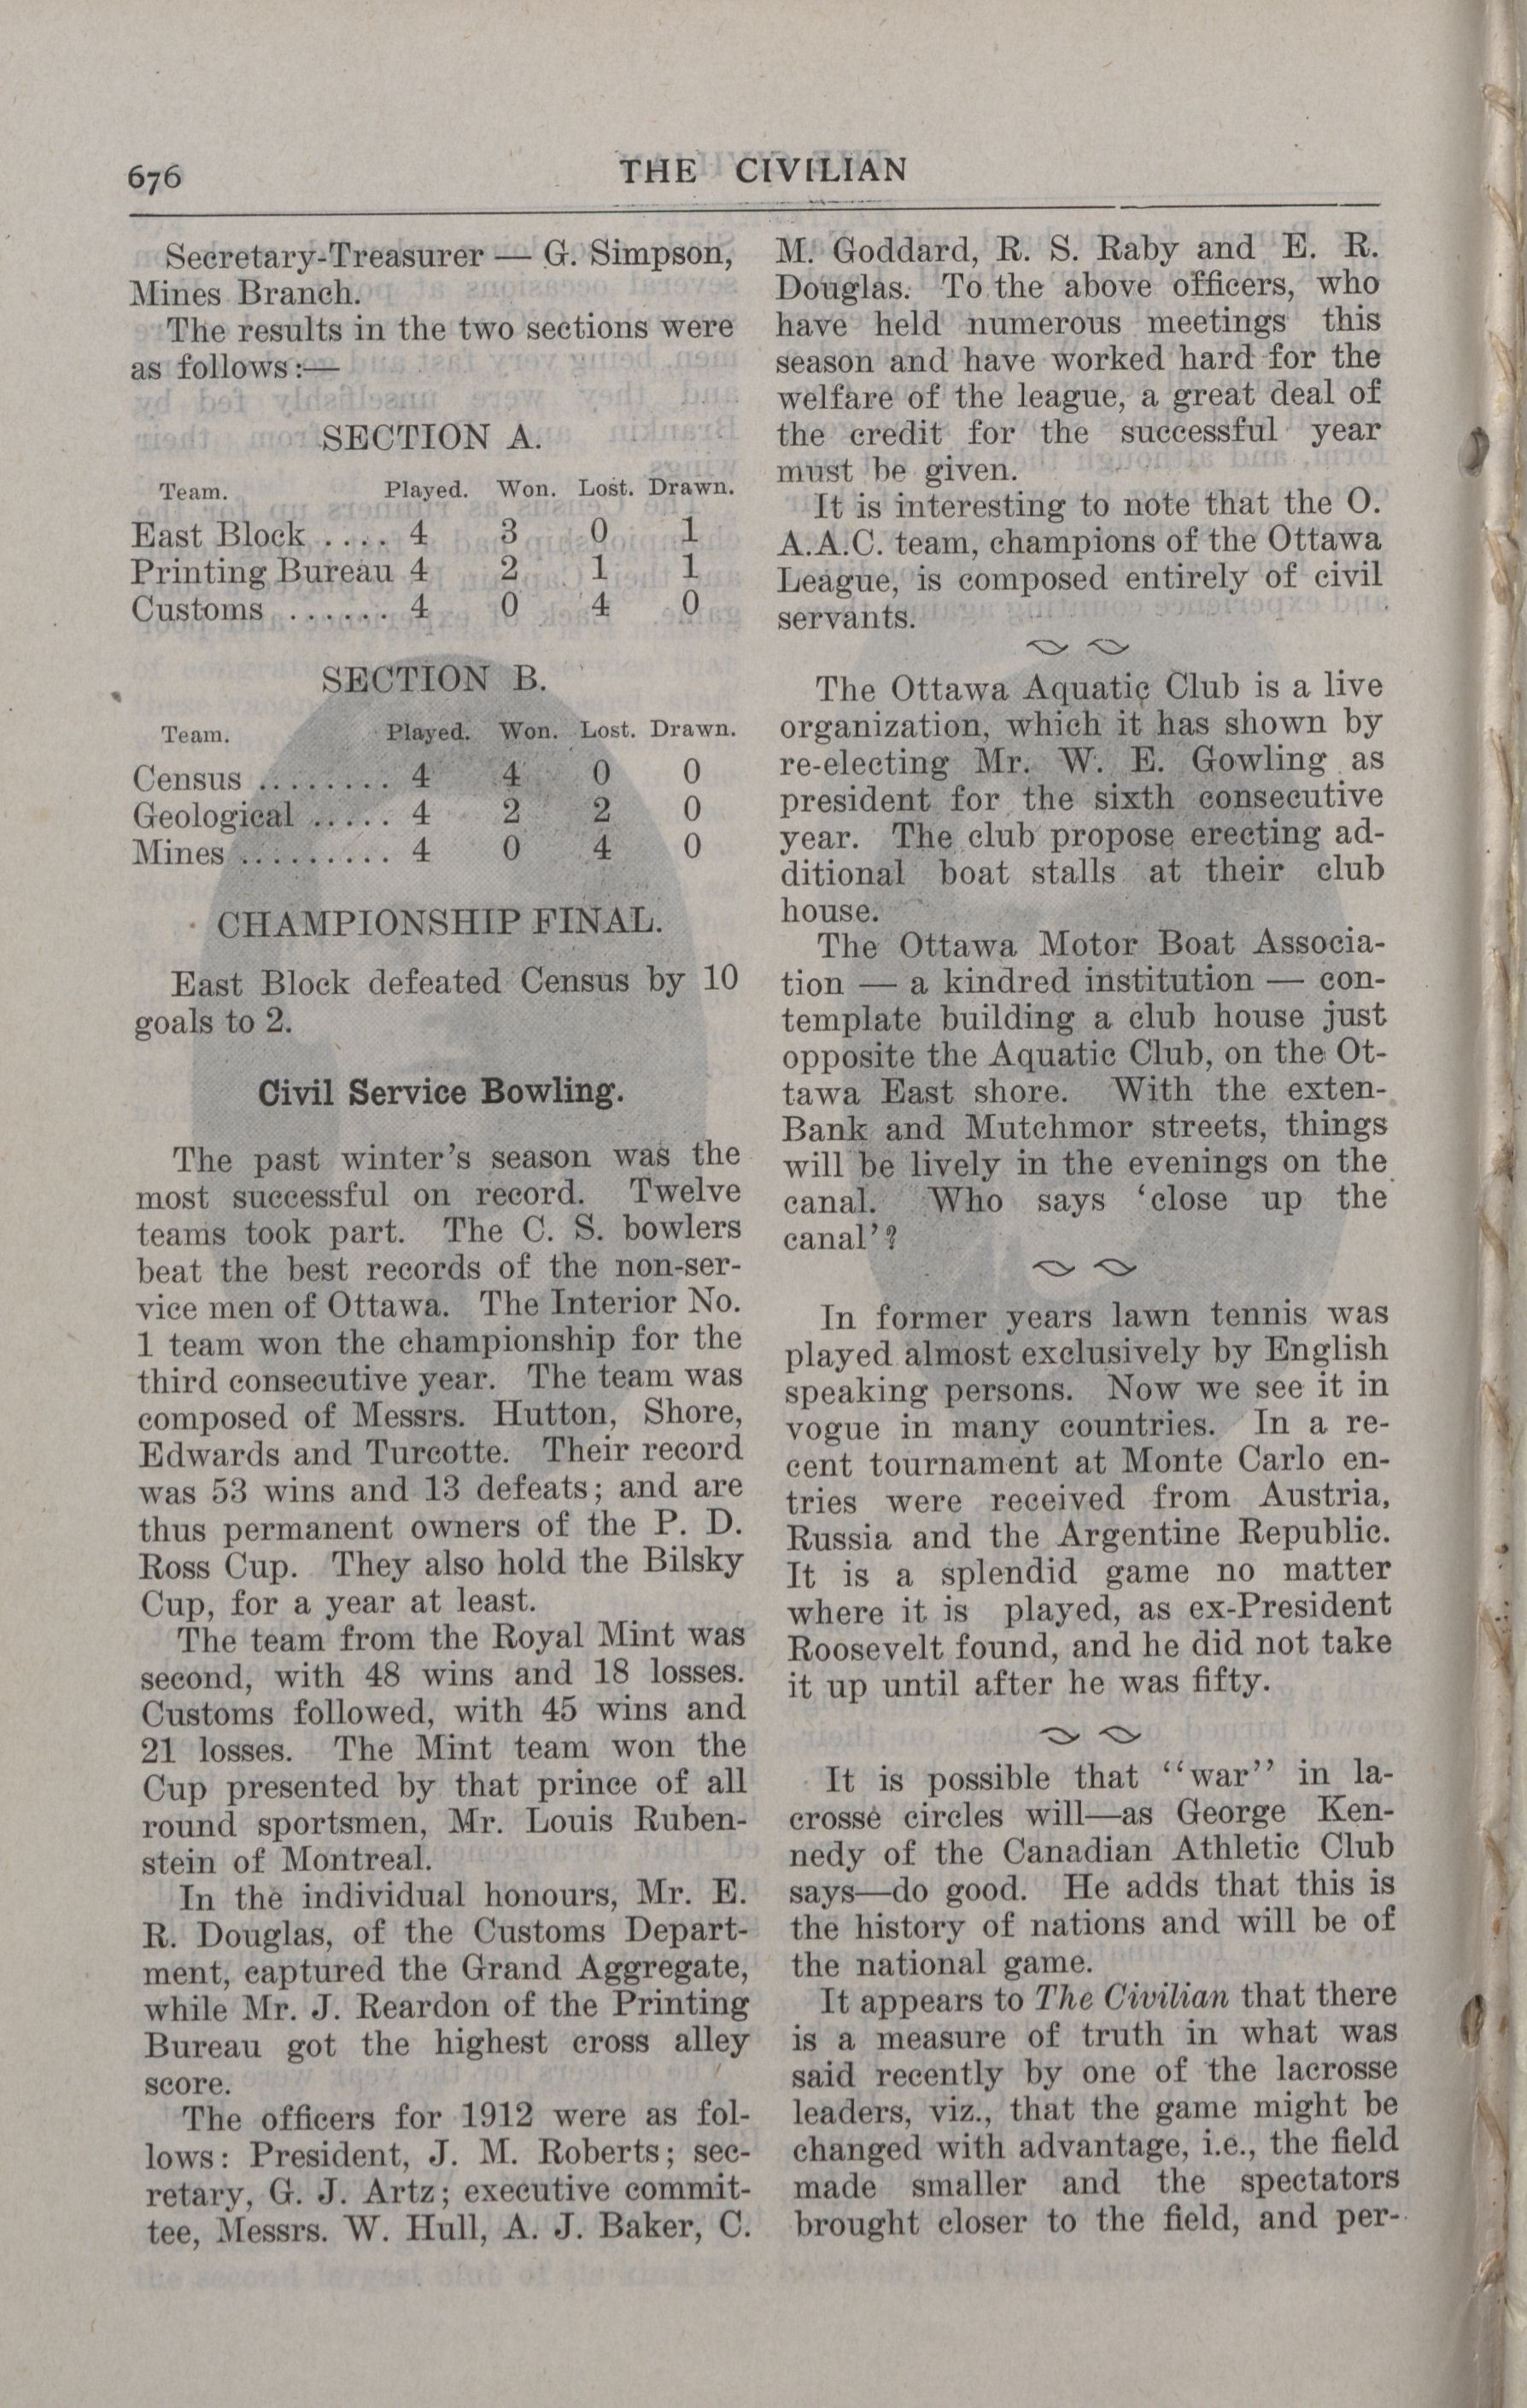 676
THE CIVILIAN
Secretary-Treasurer — G. Simpson,
Mines Branch.
The results in the two sections were
as follows:—
SECTION A.
Team. Played. Won. Lost. Drawn.
East Block .... 4 3 0 1
Printing Bureau 4 2 1 1
Customs ...... 4 0 4 0
SECTION B.
Team. Played. Won. Lost. Drawn.
Census ........ 4 4 0 0
Geological ..... 4 2 2 0
Mines ......... 4 0 4 0
CHAMPIONSHIP FINAL.
East Block defeated Census by 10
goals to 2.
Civil Service Bowling.
The past winter's season was the
most successful on record. Twelve
teams took part. The C. S. bowlers
beat the best records of the non-ser-
vice men of Ottawa. The Interior No.
1 team won the championship for the
third consecutive year. The team was
composed of Messrs. Hutton, Shore,
Edwards and Turcotte. Their record
was 53 wins and 13 defeats; and are
thus permanent owners of the P. D.
Ross Cup. They also hold the Bilsky
Cup, for a year at least.
The team from the Royal Mint was
second, with 48 wins and 18 losses.
Customs followed, with 45 wins and
21 losses. The Mint team won the
Cup presented by that prince of all
round sportsmen, Mr. Louis Ruben-
stein of Montreal.
In the individual honours, Mr. E.
R. Douglas, of the Customs Depart-
ment, captured the Grand Aggregate,
while Mr. J. Reardon of the Printing
Bureau got the highest cross alley
score.
The officers for 1912 were as fol-
lows: President, J. M. Roberts; sec-
retary, G. J. Artz; executive commit-
tee, Messrs. W. Hull, A. J. Baker, C.
M. Goddard, R. S. Raby and E. R.
Douglas. To the above officers, who
have held numerous meetings this
season and have worked hard for the
welfare of the league, a great deal of
the credit for the successful year
must be given.
It is interesting to note that the O.
A.A.C. team, champions of the Ottawa
League, is composed entirely of civil
servants.
The Ottawa Aquatic Club is a live
organization, which it has shown by
re-electing Mr. W. E. Gowling as
president for the sixth consecutive
year. The club propose erecting ad-
ditional boat stalls at their club
house.
The Ottawa Motor Boat Associa-
tion — a kindred institution — con-
template building a club house just
opposite the Aquatic Club, on the Ot-
tawa East shore. With the exten-
Bank and Mutchmor streets, things
will be lively in the evenings on the
canal. Who says 'close up the
canal'?
In former years lawn tennis was
played almost exclusively by English
speaking persons. Now we see it in
vogue in many countries. In a re-
cent tournament at Monte Carlo en-
tries were received from Austria,
Russia and the Argentine Republic.
It is a splendid game no matter
where it is played, as ex-President
Roosevelt found, and he did not take
it up until after he was fifty.
It is possible that "war" in la-
crosse circles will—as George Ken-
nedy of the Canadian Athletic Club
says—do good. He adds that this is
the history of nations and will be of
the national game.
It appears to The Civilian that there
is a measure of truth in what was
said recently by one of the lacrosse
leaders, viz., that the game might be
changed with advantage, i.e., the field
made smaller and the spectators
brought closer to the field, and per-